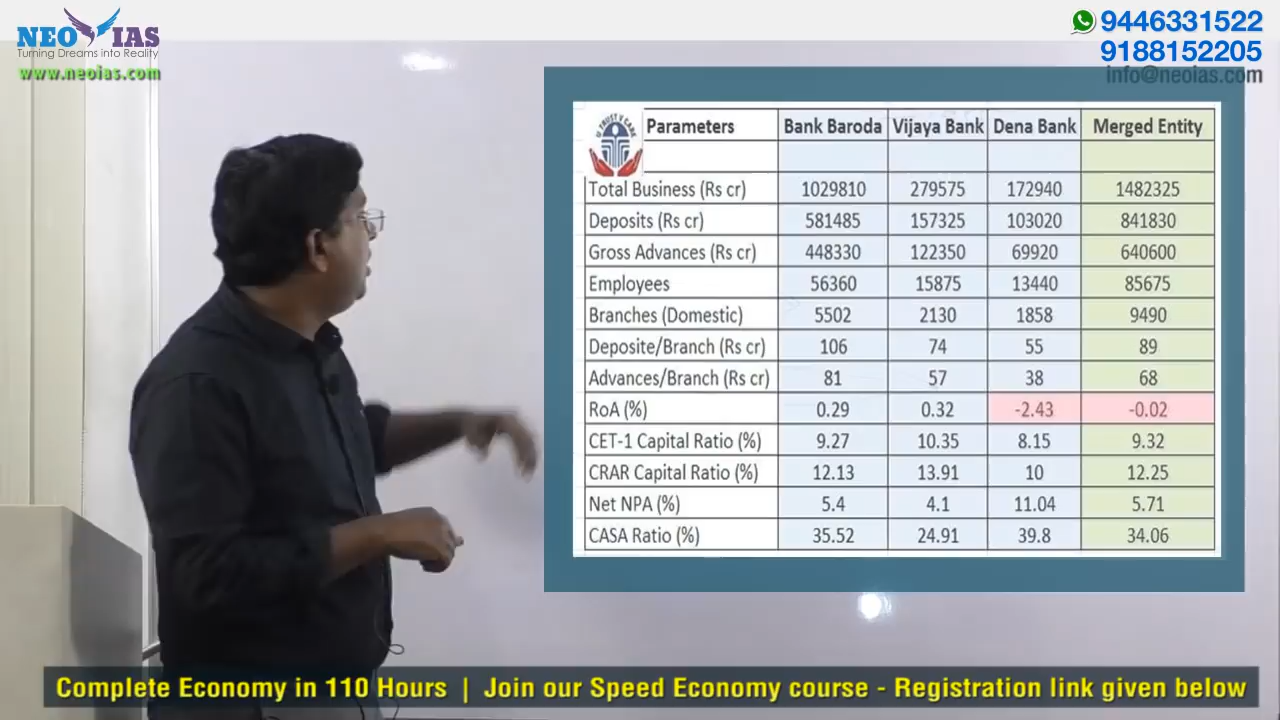 NEO IAS
Turning Dreams into Reality
www.neoias.com
9446331522
9188152205
info@neoias.com
U TRUST V CARE
Parameters Bank Baroda Vijaya Bank Dena Bank Merged Entity
Total Business (Rs cr) 1029810 279575 172940 1482325
Deposits (Rs cr) 581485 157325 103020 841830
Gross Advances (Rs cr) 448330 122350 69920 640600
Employees 56360 15875 13440 85675
Branches (Domestic) 5502 2130 1858 9490
Deposite/Branch (Rs cr) 106 74 55 89
Advances/Branch (Rs cr) 81 57 38 68
RoA (%) 0.29 0.32 -2.43 -0.02
CET-1 Capital Ratio (%) 9.27 10.35 8.15 9.32
CRAR Capital Ratio (%) 12.13 13.91 10 12.25
Net NPA (%) 5.4 4.1 11.04 5.71
CASA Ratio (%) 35.52 24.91 39.8 34.06
Complete Economy in 110 Hours | Join our Speed Economy course - Registration link given below